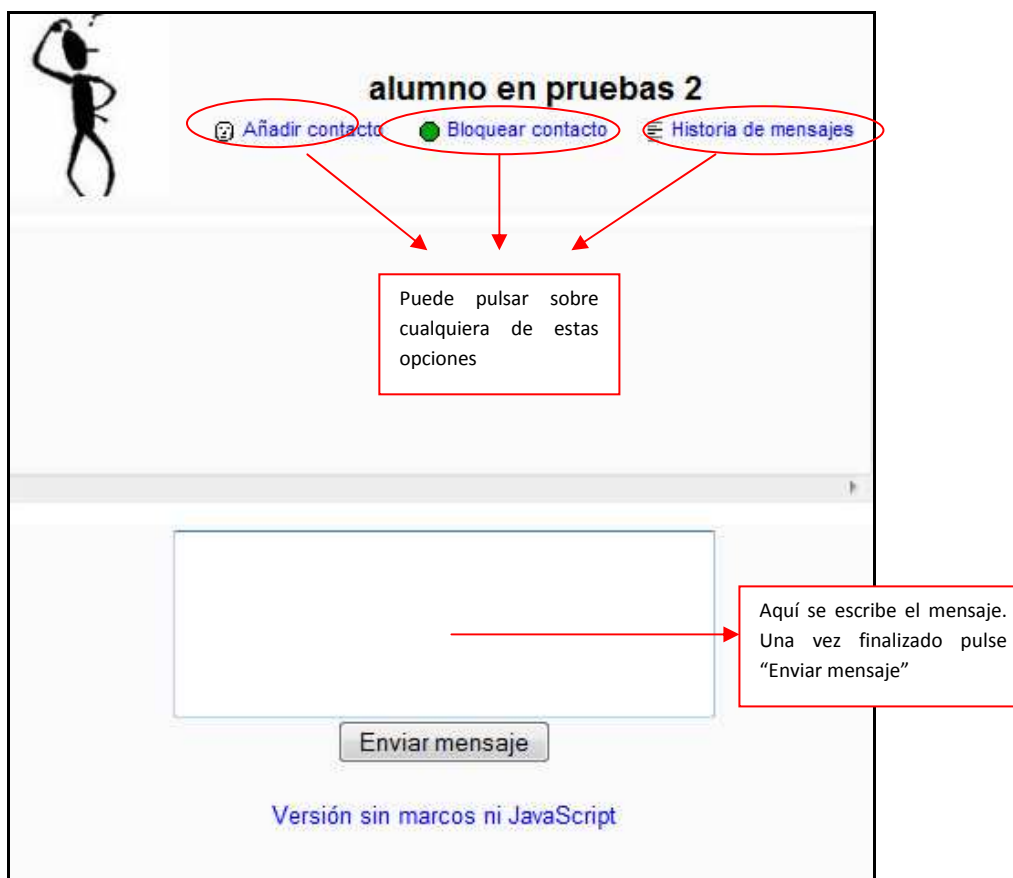 ?
alumno en pruebas 2
Añadir contacto Bloquear contacto Historia de mensajes
Puede pulsar sobre
cualquiera de estas
opciones
Aquí se escribe el mensaje.
Una vez finalizado pulse
“Enviar mensaje”
Enviar mensaje
Versión sin marcos ni JavaScript